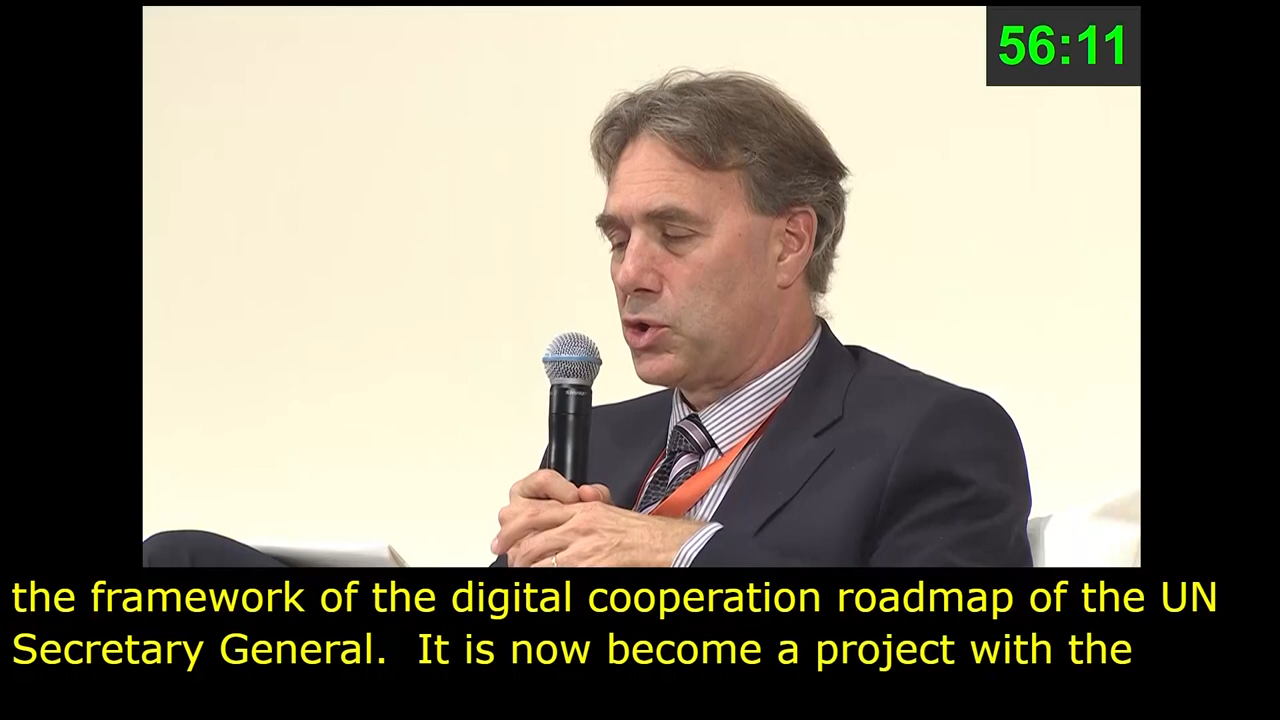 56:11
the framework of the digital cooperation roadmap of the UN
Secretary General.  It is now become a project with the